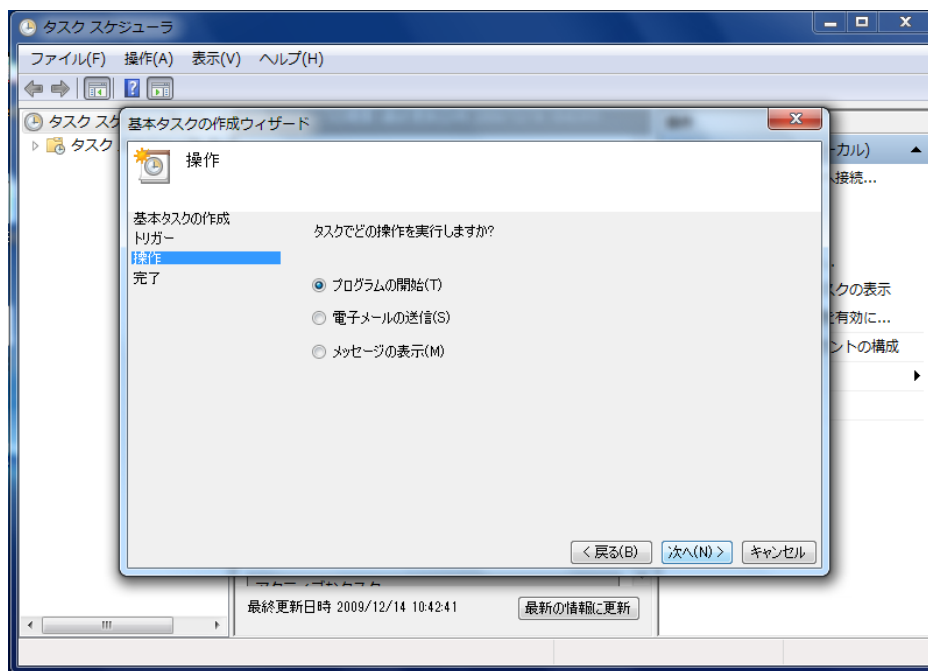 タスク スケジューラ
ファイル(F) 操作(A) 表示(V) ヘルプ(H)
タスク スケ
タスク
基本タスクの作成ウィザード
操作
基本タスクの作成
トリガー
操作
完了
タスクでどの操作を実行しますか?
プログラムの開始(T)
電子メールの送信(S)
メッセージの表示(M)
< 戻る(B) 次へ(N) > キャンセル
ーカル)
接続...
スクの表示
を有効に...
ントの構成
最終更新日時 2009/12/14 10:42:41 最新の情報に更新